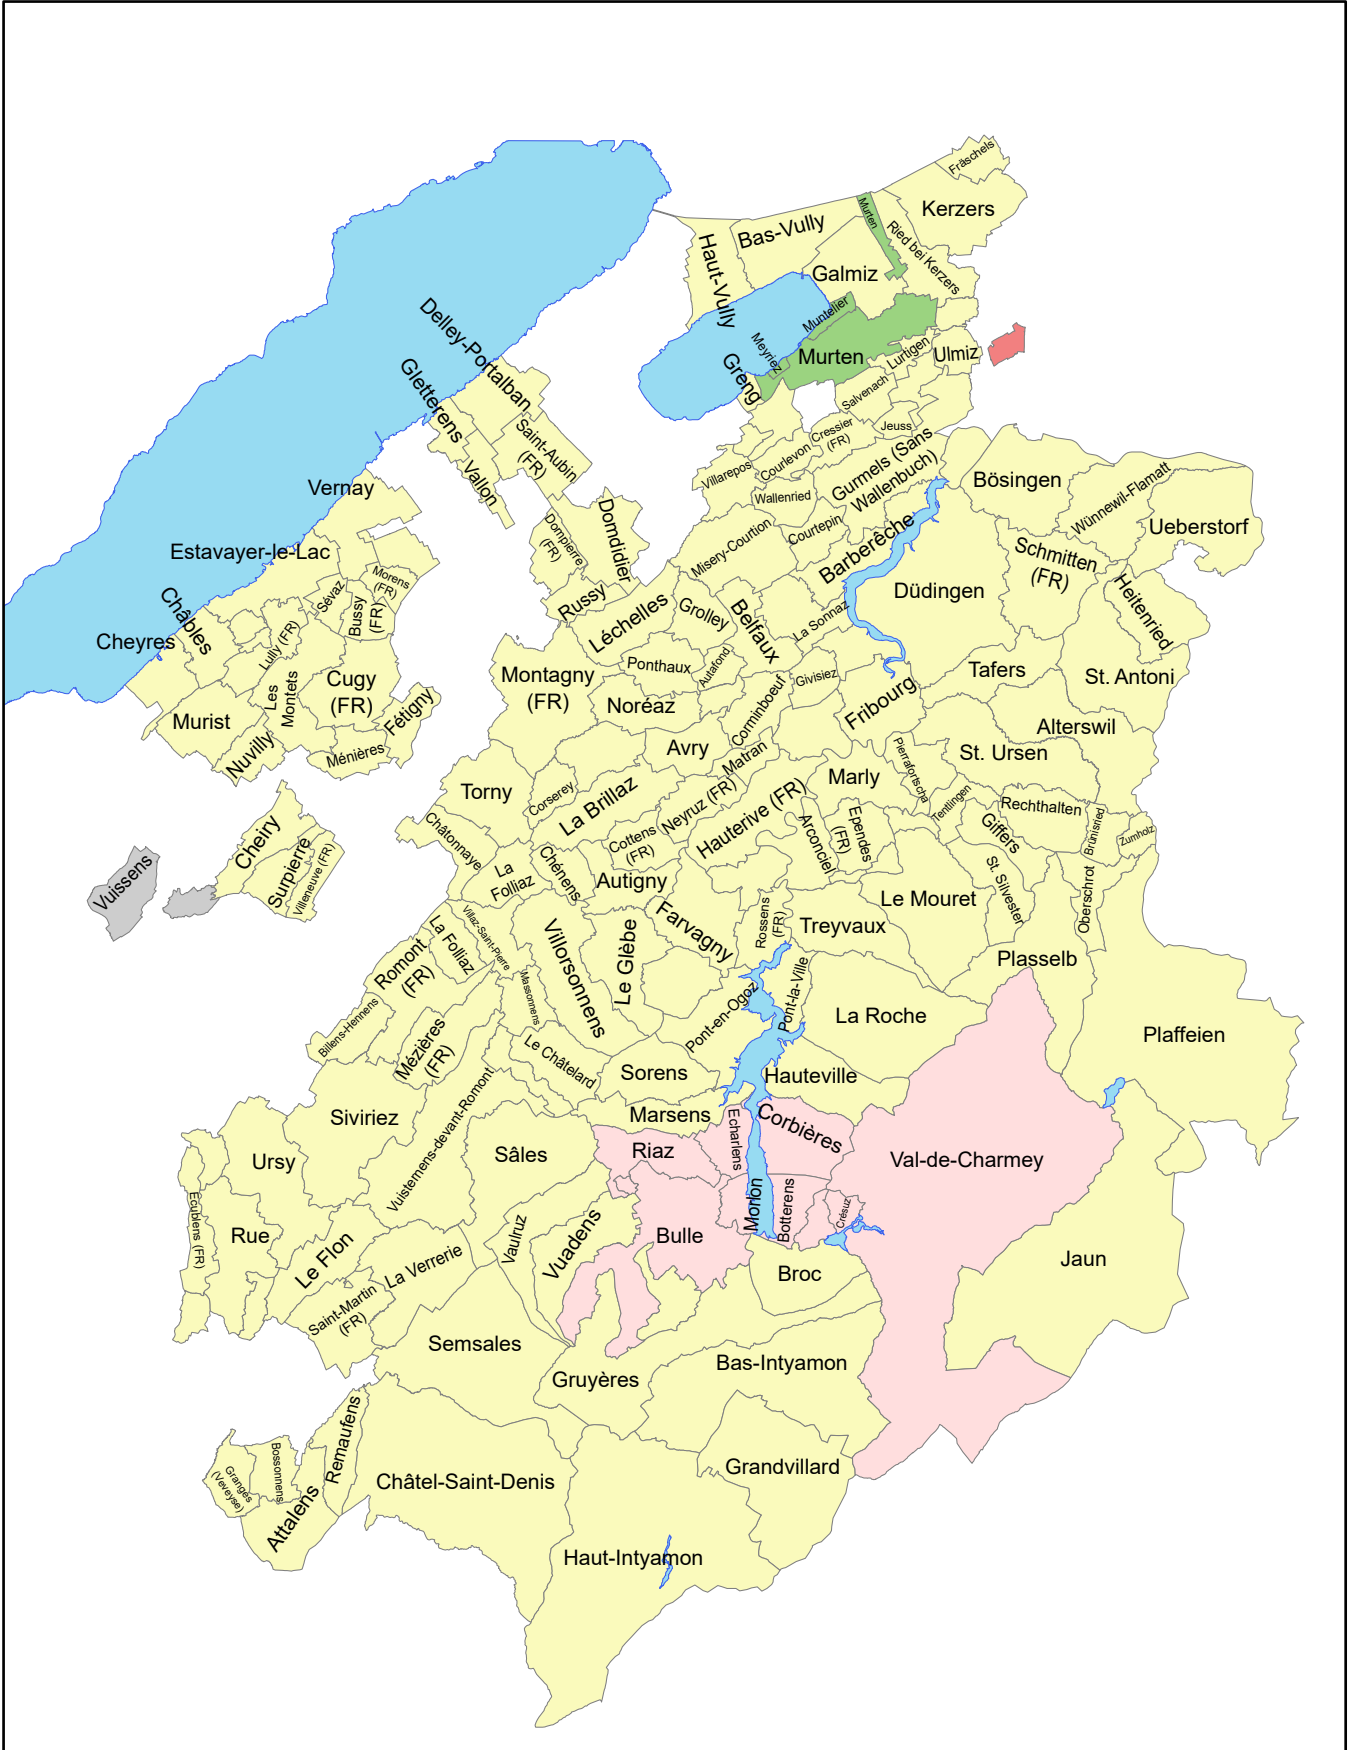 Fräschels
Kerzers
Murten
Bas-Vully
Ried bei Kerzers
Haut-Vully
Galmiz
Muntelier
Delley-Portalban
Meyriez
Murten
Lurtigen
Ulmiz
Greng
Gletterens
Salvenach
Saint-Aubin
(FR)
Cressier
(FR)
Jeuss
Courlevon
Villarepos
Gurmels (Sans
Wallenbuch)
Bösingen
Vallon
Vernay
Wallenried
Wünnewil-Flamatt
Ueberstorf
Domdidier
Dompierre
(FR)
Misery-Courtion
Courtepin
Barberêche
Estavayer-le-Lac
Schmitten
(FR)
Morens
(FR)
Sévaz
Bussy
(FR)
Düdingen
Heitenried
Russy
Léchelles
Grolley
Belfaux
La Sonnaz
Châbles
Cheyres
Lully (FR)
Ponthaux
Autafond
Tafers
St. Antoni
Montagny
(FR)
Givisiez
Cugy
(FR)
Les
Montets
Noréaz
Corminboeuf
Fribourg
Fétigny
Murist
Alterswil
Nuvilly
Ménières
Avry
Matran
St. Ursen
Pierrafortscha
Marly
Torny
Corserey
La Brillaz
Neyruz (FR)
Hauterive (FR)
Tentlingen
Rechthalten
Giffers
Brünisried
Zumholz
Châtonnaye
Cottens
(FR)
Arconciel
Ependes
(FR)
Cheiry
Surpierre
Villeneuve (FR)
Vuissens
La
Folliaz
Chénens
Autigny
St. Silvester
Oberschrot
Le Mouret
Rossens
(FR)
Treyvaux
Farvagny
Villaz-Saint-Pierre
La Folliaz
Romont
(FR)
Villorsonnens
Le Glèbe
Plasselb
Massonnens
Pont-en-Ogoz
Pont-la-Ville
La Roche
Plaffeien
Billens-Hennens
Mézières
(FR)
Le Châtelard
Sorens
Hauteville
Siviriez
Vuisternens-devant-Romont
Marsens
Echarlens
Corbières
Ursy
Sâles
Riaz
Val-de-Charmey
Ecublens (FR)
Rue
Le Flon
La Verrerie
Vaulruz
Vuadens
Bulle
Morlon
Botterens
Crésuz
Jaun
Broc
Saint-Martin
(FR)
Semsales
Gruyères
Bas-Intyamon
Remaufens
Granges
(Veveyse)
Bossonnens
Attalens
Châtel-Saint-Denis
Grandvillard
Haut-Intyamon